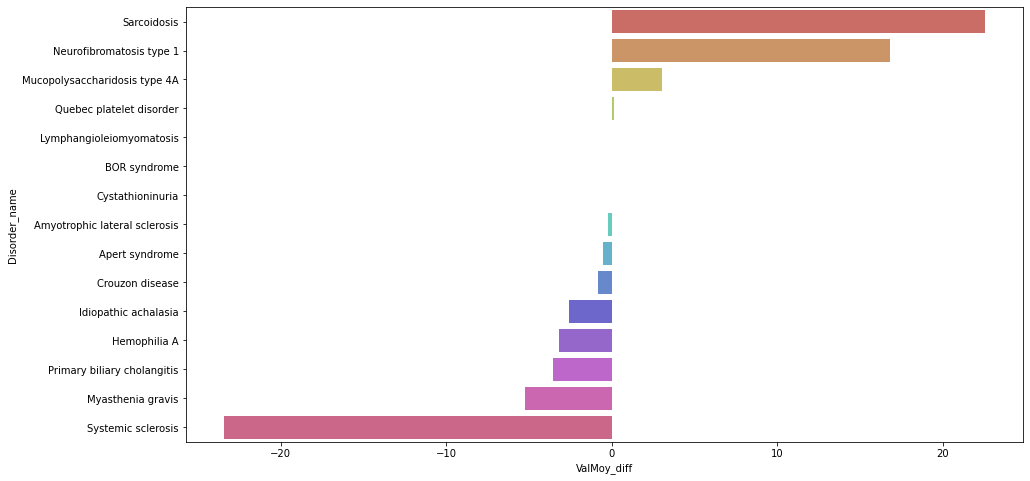 Disorder_name
Sarcoidosis
Neurofibromatosis type 1
Mucopolysaccharidosis type 4A
Quebec platelet disorder
Lymphangioleiomyomatosis
BOR syndrome
Cystathioninuria
Amyotrophic lateral sclerosis
Apert syndrome
Crouzon disease
Idiopathic achalasia
Hemophilia A
Primary biliary cholangitis
Myasthenia gravis
Systemic sclerosis
−20 −10 0 10 20
ValMoy_diff